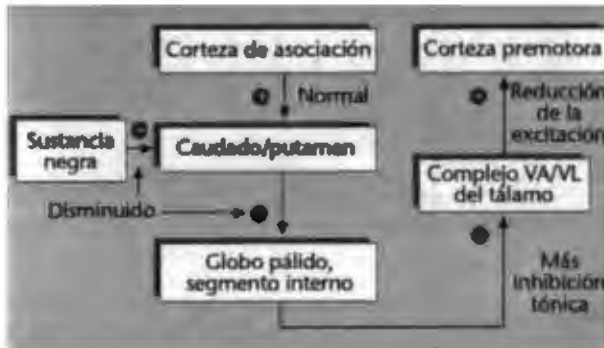 Corteza de asociación
Corteza premotora
Normal
Reducción
de la
excitación
Sustancia
negra
Caudado/putamen
Complejo VA/VL
del tálamo
Disminuido
Globo pálido,
segmento interno
Más
inhibición
tónica